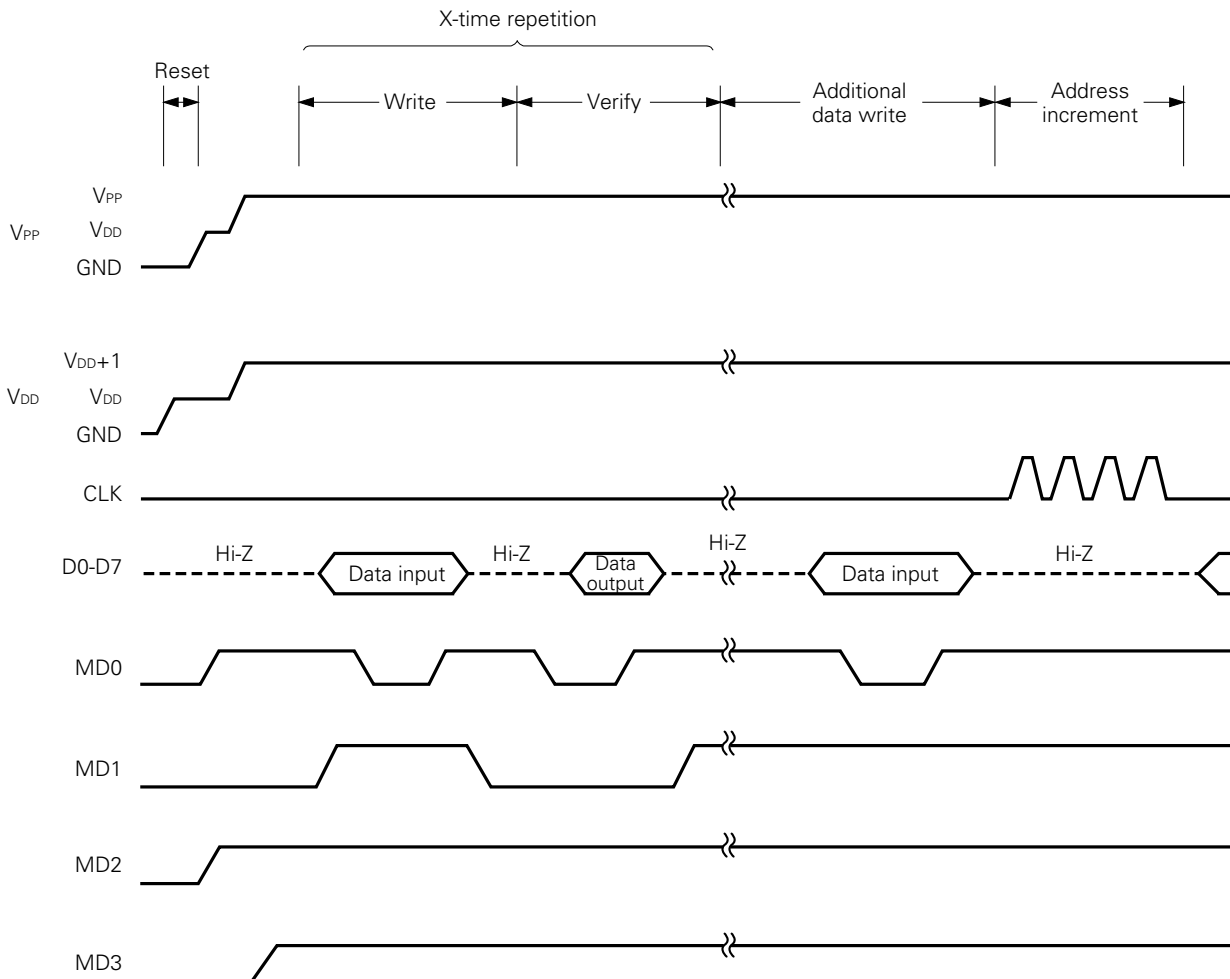 X-time repetition
Reset
Write
Verify
Additional
data write
Address
increment
VPP
VPP
VDD
GND
VDD+1
VDD
VDD
GND
CLK
D0-D7
Hi-Z
Data input
Hi-Z
Data
output
Hi-Z
Data input
Hi-Z
MD0
MD1
MD2
MD3